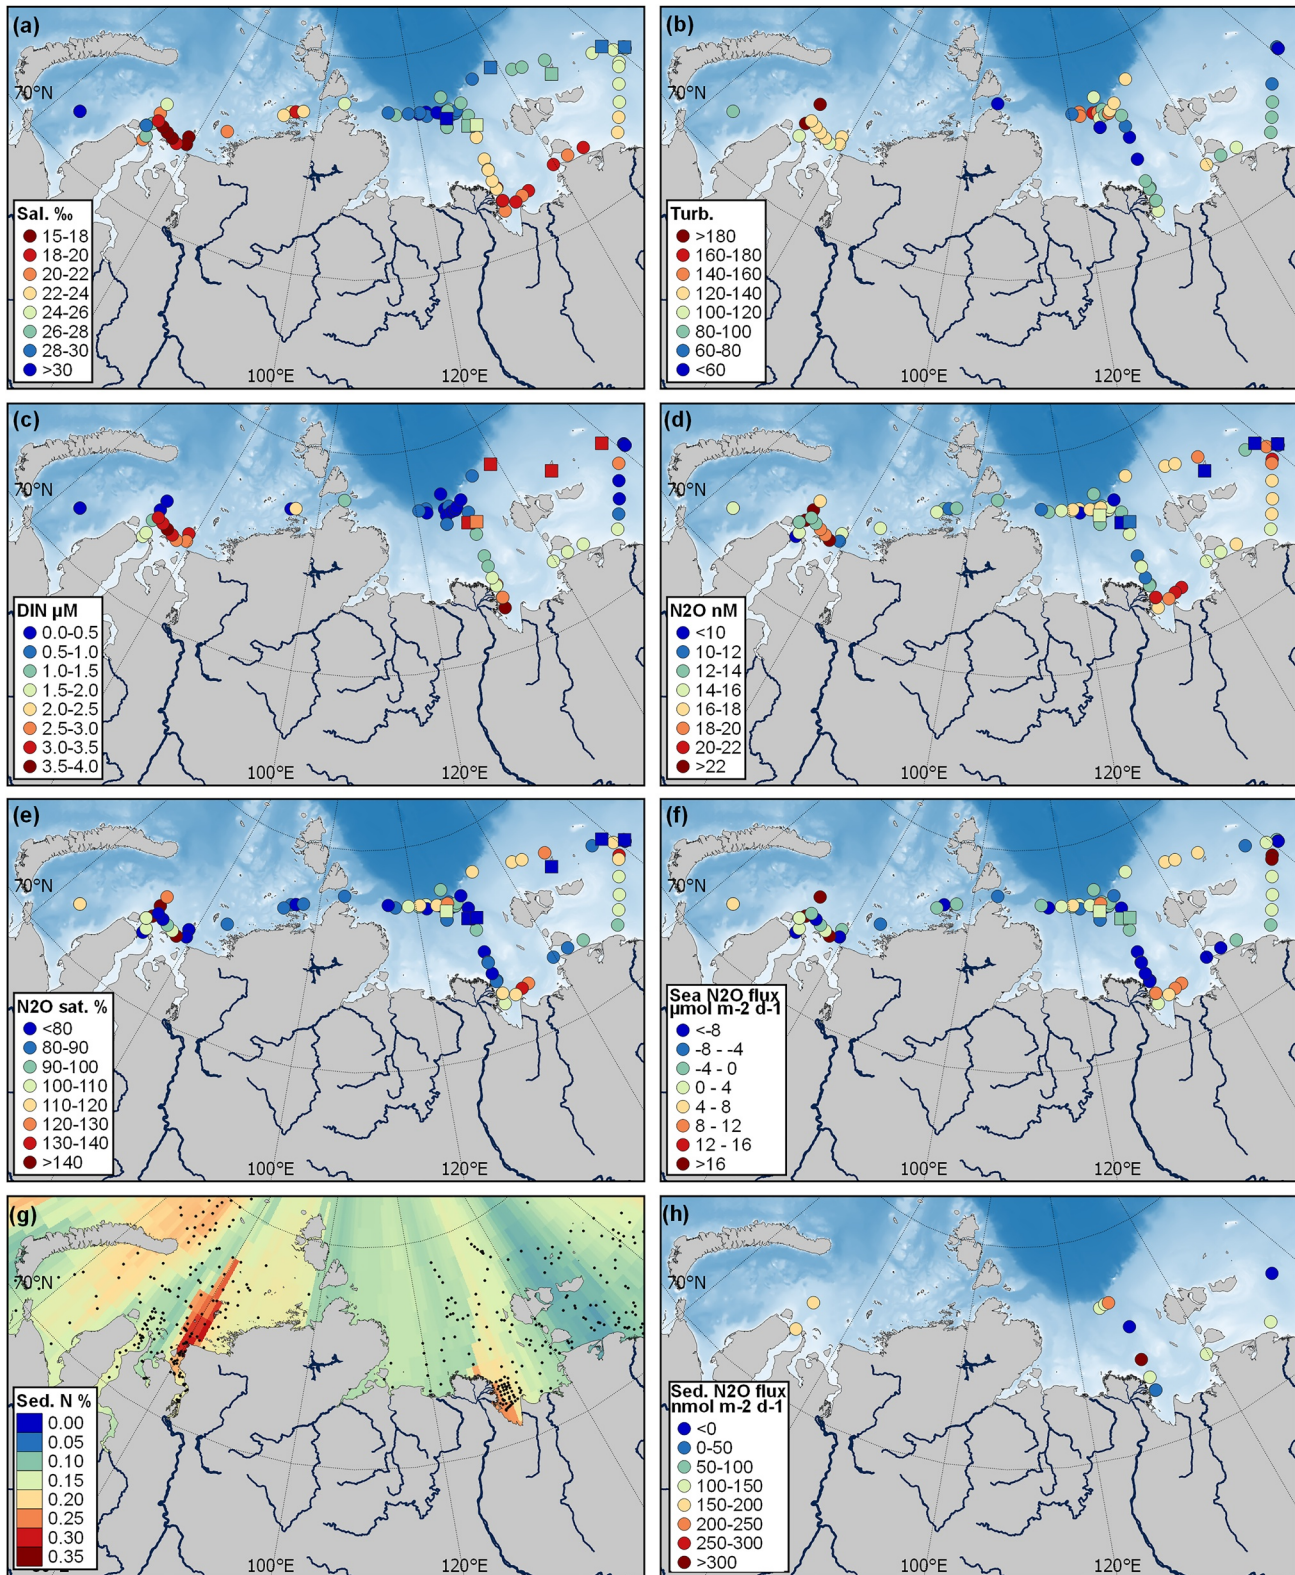 (a)
70°N
Sal. ‰
15-18
18-20
20-22
22-24
24-26
26-28
28-30
>30
100°E
120°E
(b)
70°N
Turb.
>180
160-180
140-160
120-140
100-120
80-100
60-80
<60
100°E
120°E
(c)
70°N
DIN µM
0.0-0.5
0.5-1.0
1.0-1.5
1.5-2.0
2.0-2.5
2.5-3.0
3.0-3.5
3.5-4.0
100°E
120°E
(d)
70°N
N2O nM
<10
10-12
12-14
14-16
16-18
18-20
20-22
>22
100°E
120°E
(e)
70°N
N2O sat. %
<80
80-90
90-100
100-110
110-120
120-130
130-140
>140
100°E
120°E
(f)
70°N
Sea N2O flux
µmol m-2 d-1
<-8
-8 - -4
-4 - 0
0 - 4
4 - 8
8 - 12
12 - 16
>16
100°E
120°E
(g)
70°N
Sed. N %
0.00
0.05
0.10
0.15
0.20
0.25
0.30
0.35
100°E
120°E
(h)
70°N
Sed. N2O flux
nmol m-2 d-1
<0
0-50
50-100
100-150
150-200
200-250
250-300
>300
100°E
120°E